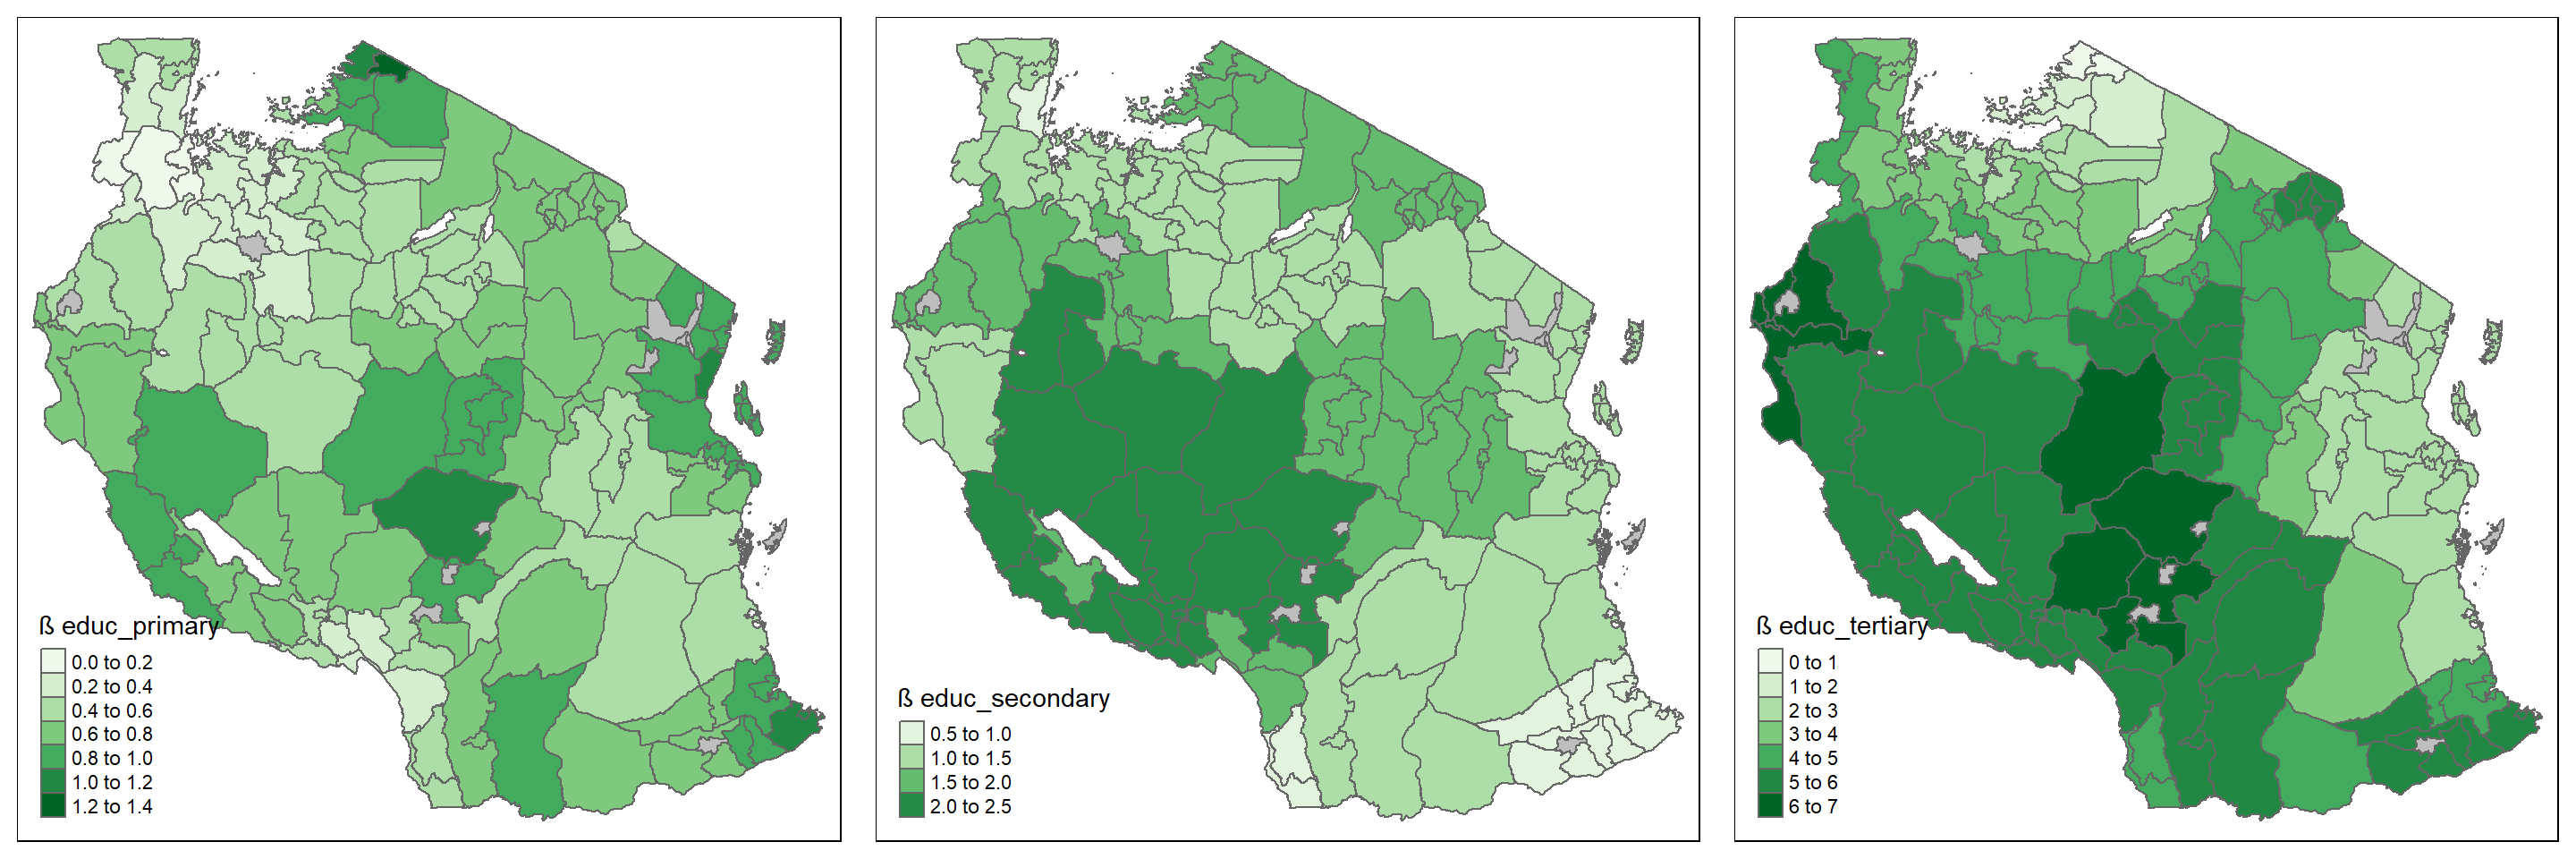 ß educ_primary
0.0 to 0.2
0.2 to 0.4
0.4 to 0.6
0.6 to 0.8
0.8 to 1.0
1.0 to 1.2
1.2 to 1.4
ß educ_secondary
0.5 to 1.0
1.0 to 1.5
1.5 to 2.0
2.0 to 2.5
ß educ_tertiary
0 to 1
1 to 2
2 to 3
3 to 4
4 to 5
5 to 6
6 to 7